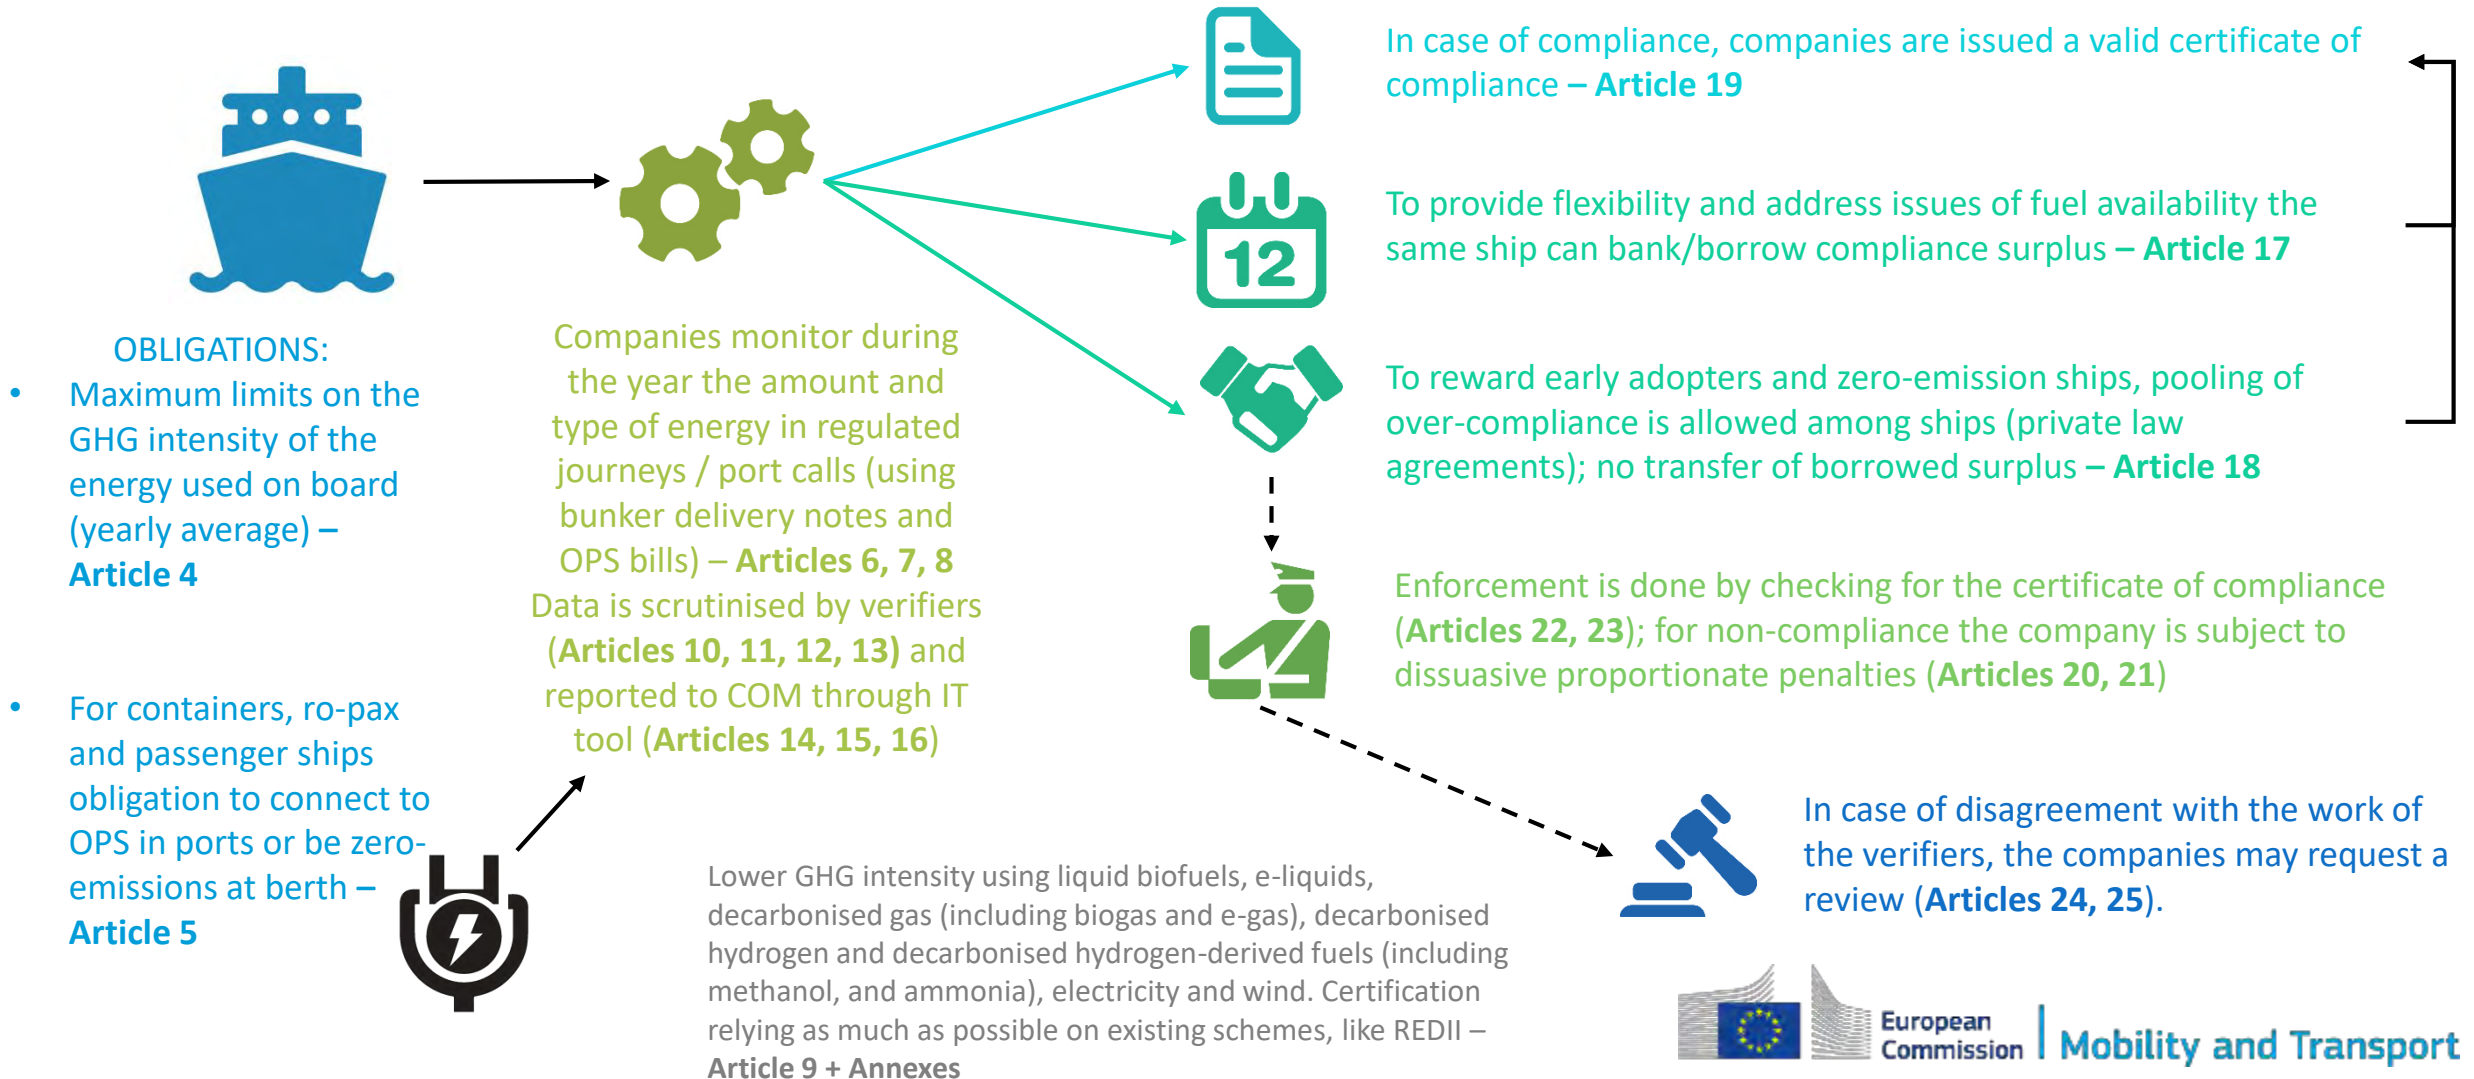 OBLIGATIONS:
• Maximum limits on the
GHG intensity of the
energy used on board
(yearly average) –
Article 4
• For containers, ro-pax
and passenger ships
obligation to connect to
OPS in ports or be zero-
emissions at berth –
Article 5
Companies monitor during
the year the amount and
type of energy in regulated
journeys / port calls (using
bunker delivery notes and
OPS bills) – Articles 6, 7, 8
Data is scrutinised by verifiers
(Articles 10, 11, 12, 13) and
reported to COM through IT
tool (Articles 14, 15, 16)
Lower GHG intensity using liquid biofuels, e-liquids,
decarbonised gas (including biogas and e-gas), decarbonised
hydrogen and decarbonised hydrogen-derived fuels (including
methanol, and ammonia), electricity and wind. Certification
relying as much as possible on existing schemes, like REDII –
Article 9 + Annexes
In case of compliance, companies are issued a valid certificate of
compliance – Article 19
12
To provide flexibility and address issues of fuel availability the
same ship can bank/borrow compliance surplus – Article 17
To reward early adopters and zero-emission ships, pooling of
over-compliance is allowed among ships (private law
agreements); no transfer of borrowed surplus – Article 18
Enforcement is done by checking for the certificate of compliance
(Articles 22, 23); for non-compliance the company is subject to
dissuasive proportionate penalties (Articles 20, 21)
In case of disagreement with the work of
the verifiers, the companies may request a
review (Articles 24, 25).
European
Commission
Mobility and Transport